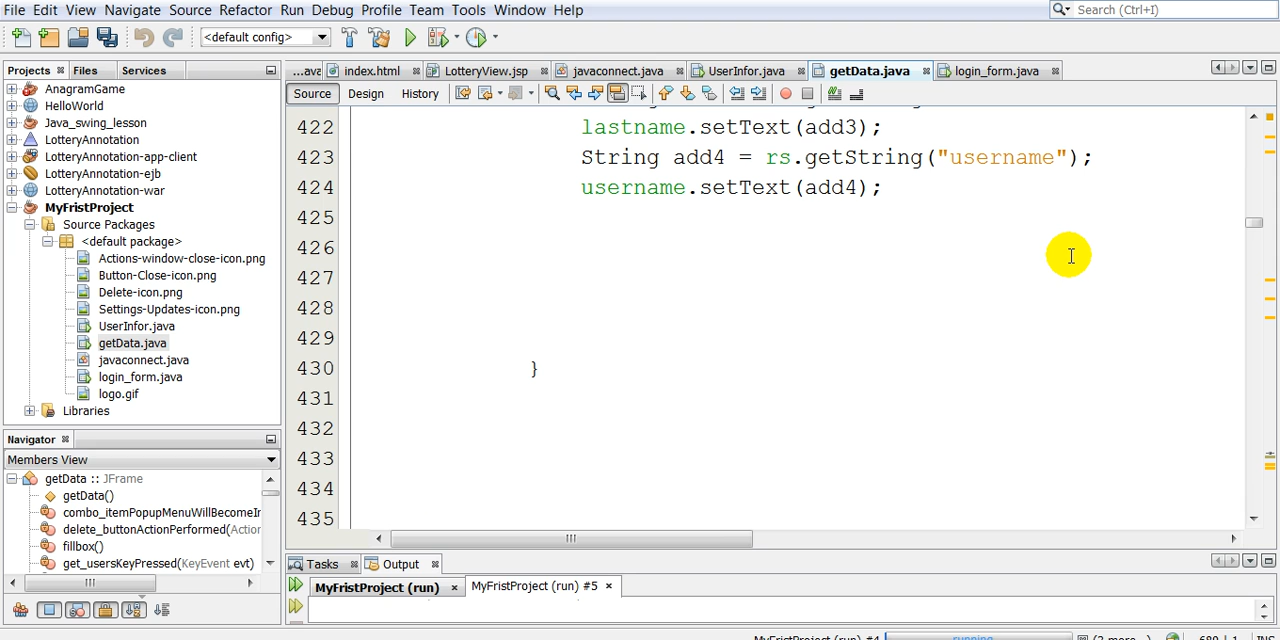 File Edit View Navigate Source Refactor Run Debug Profile Team Tools Window Help
Search (Ctrl+I)
<default config>
Projects Files Services
...ava index.html LotteryView.jsp javaconnect.java UserInfor.java getData.java login_form.java
Source Design History
AnagramGame
HelloWorld
Java_swing_lesson
LotteryAnnotation
LotteryAnnotation-app-client
LotteryAnnotation-ejb
LotteryAnnotation-war
MyFristProject
Source Packages
<default package>
Actions-window-close-icon.png
Button-Close-icon.png
Delete-icon.png
Settings-Updates-icon.png
UserInfor.java
getData.java
javaconnect.java
login_form.java
logo.gif
Libraries
422 lastname.setText(add3);
423 String add4 = rs.getString("username");
424 username.setText(add4);
425
426
427
428
429
430 }
431
432
433
434
435
Navigator
Members View
getData :: JFrame
getData()
combo_itemPopupMenuWillBecomeIr
delete_buttonActionPerformed(Action
fillbox()
get_usersKeyPressed(KeyEvent evt)
Tasks Output
MyFristProject (run) MyFristProject (run) #5
MyFristProject (run) #4 running